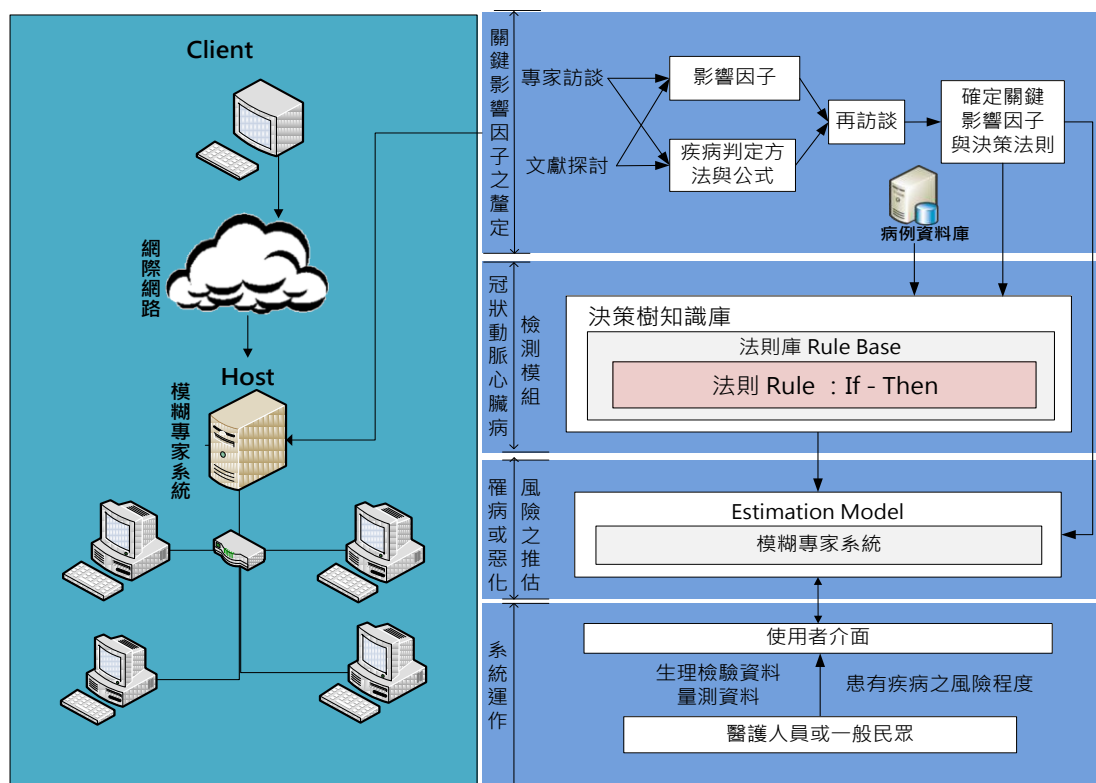 Client
網際網路
Host
模糊專家系統
關鍵影響因子之釐定
專家訪談
文獻探討
影響因子
疾病判定方
法與公式
再訪談
確定關鍵
影響因子
與決策法則
病例資料庫
冠狀動脈心臟病
檢測模組
決策樹知識庫
法則庫 Rule Base
法則 Rule ：If - Then
罹病或惡化
風險之推估
Estimation Model
模糊專家系統
系統運作
使用者介面
生理檢驗資料
量測資料
患有疾病之風險程度
醫護人員或一般民眾